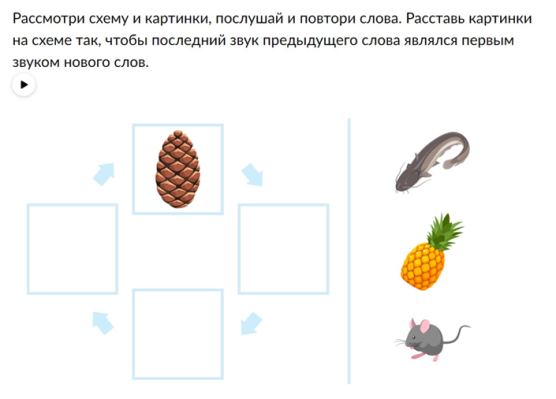 Рассмотри схему и картинки, послушай и повтори слова. Расставь картинки
на схеме так, чтобы последний звук предыдущего слова являлся первым
звуком нового слов.